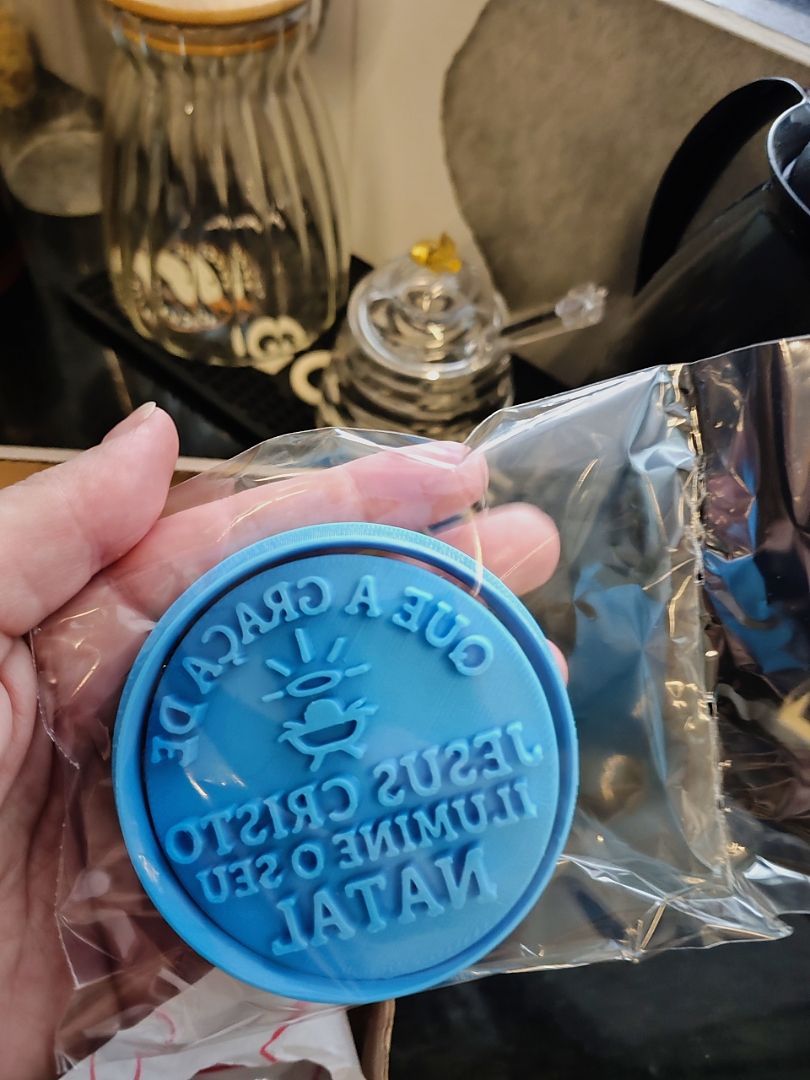 QUE A GRAÇA DE
JESUS CRISTO
ILUMINE O SEU
NATAL